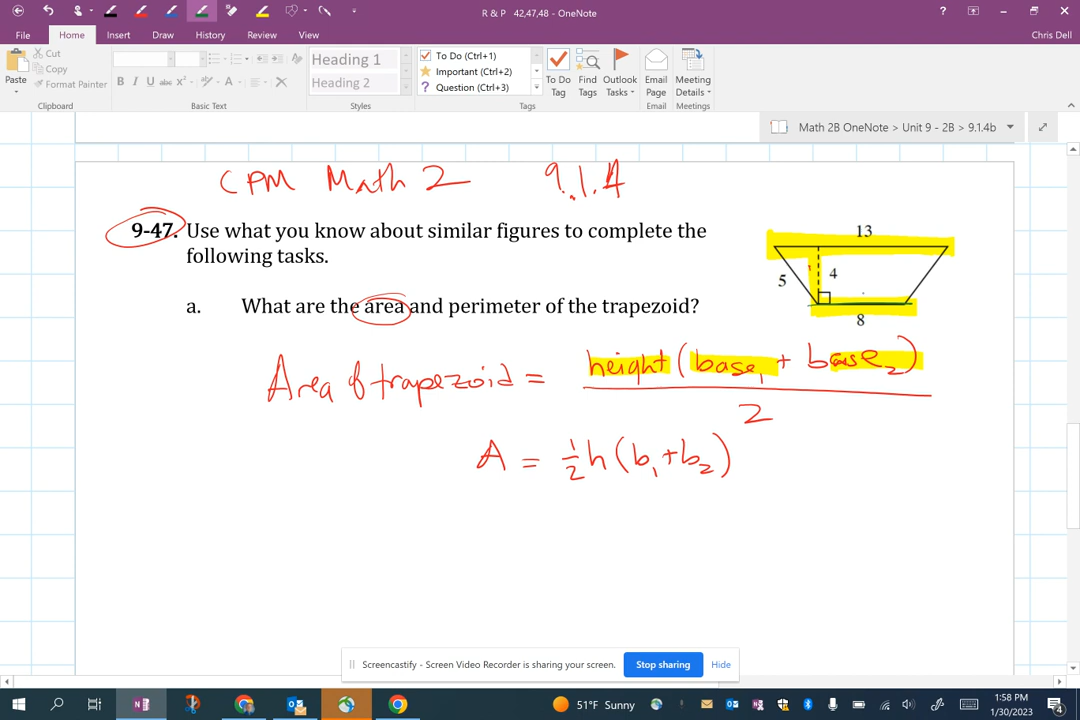 R & P 42,47,48 - OneNote
?
File
Home
Insert
Draw
History
Review
View
Chris Dell
Paste
Cut
Copy
Format Painter
Clipboard
B I U abc x² A
Basic Text
Heading 1
Heading 2
Styles
To Do (Ctrl+1)
Important (Ctrl+2)
Question (Ctrl+3)
To Do Tag
Find Tags
Outlook Tasks
Tags
Email Page
Email
Meeting Details
Meetings
Math 2B OneNote > Unit 9 - 2B > 9.1.4b
CPM Math 2 9.1.4
9-47. Use what you know about similar figures to complete the
following tasks.
13
5
4
8
a. What are the area and perimeter of the trapezoid?
Area of trapezoid = height (base₁ + base₂)
2
A = ½h(b₁+b₂)
Screencastify - Screen Video Recorder is sharing your screen.
Stop sharing
Hide
51°F Sunny
1:58 PM
1/30/2023
4